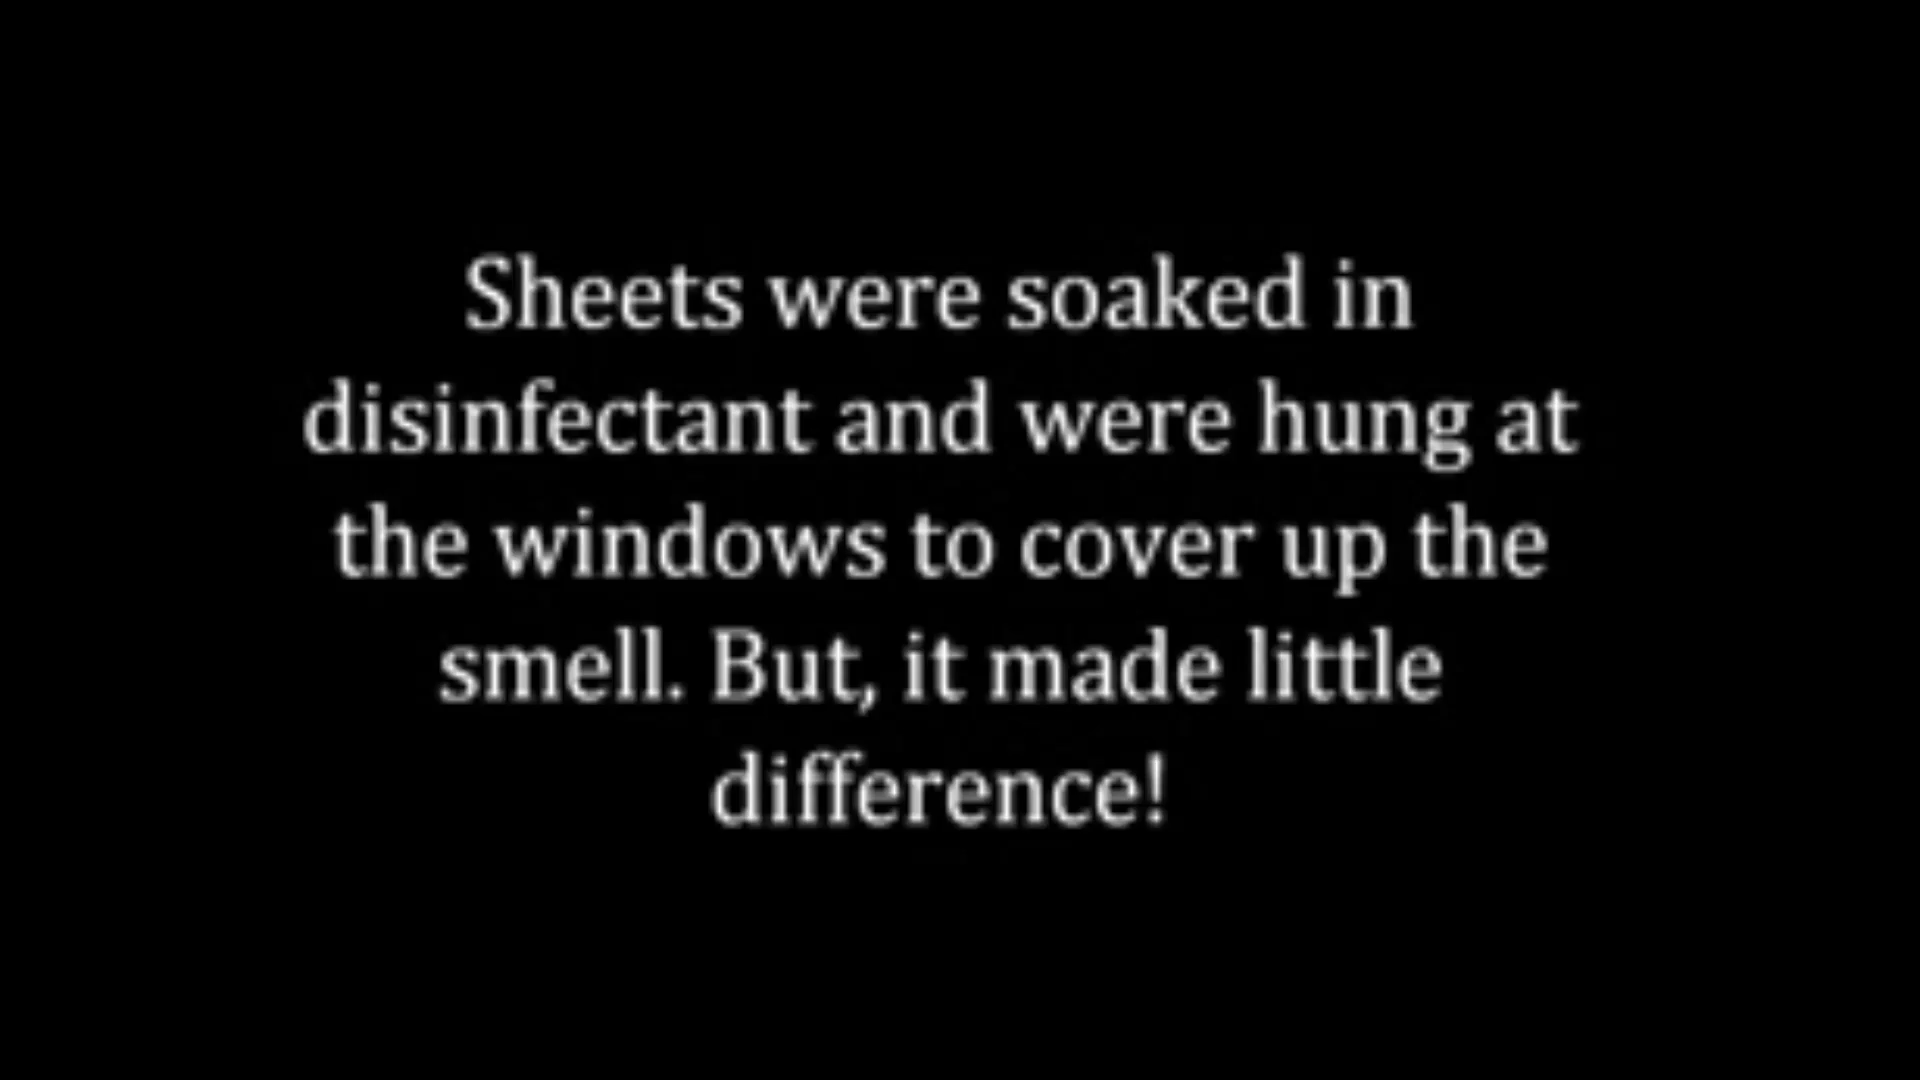 Sheets were soaked in
disinfectant and were hung at
the windows to cover up the
smell. But, it made little
difference!